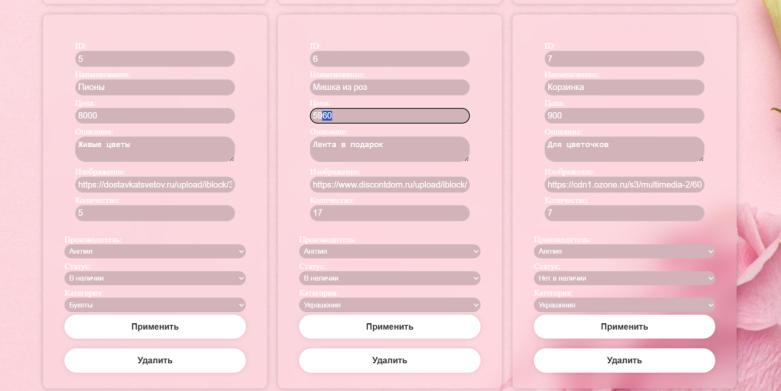 ID:
5
Наименование:
Пионы
Цена:
8000
Описание:
Живые цветы
Изображение:
https://dostavkatsvetov.ru/upload/iblock/3
Количество:
5
Производитель:
Англия
Статус:
В наличии
Категория:
Букеты
Применить
Удалить
ID:
6
Наименование:
Мишка из роз
Цена:
5960
Описание:
Лента в подарок
Изображение:
https://www.discontdom.ru/upload/iblock/
Количество:
17
Производитель:
Англия
Статус:
В наличии
Категория:
Украшения
Применить
Удалить
ID:
7
Наименование:
Корзинка
Цена:
900
Описание:
Для цветочков
Изображение:
https://cdn1.ozone.ru/s3/multimedia-2/60
Количество:
7
Производитель:
Англия
Статус:
Нет в наличии
Категория:
Украшения
Применить
Удалить